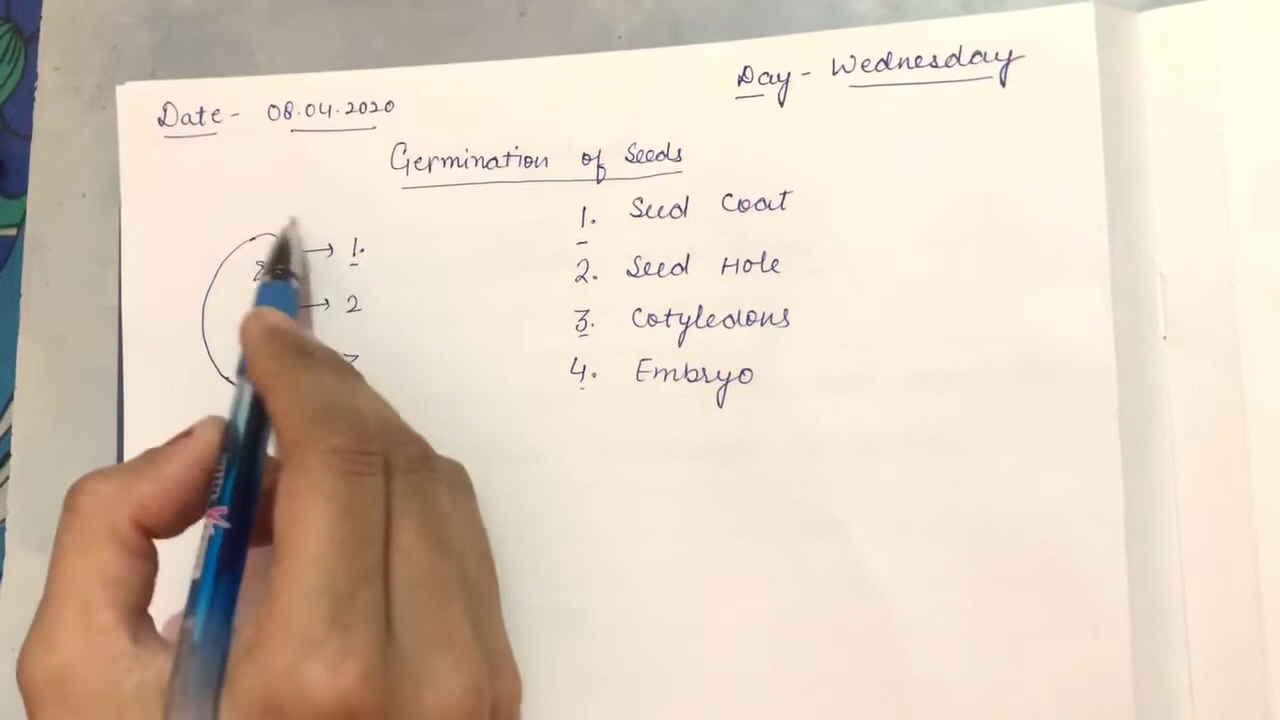 Day - Wednesday
Date - 08.04.2020
Germination of Seeds
1. Seed Coat
2. Seed Hole
3. Cotyledons
4. Embryo
1.
2
3